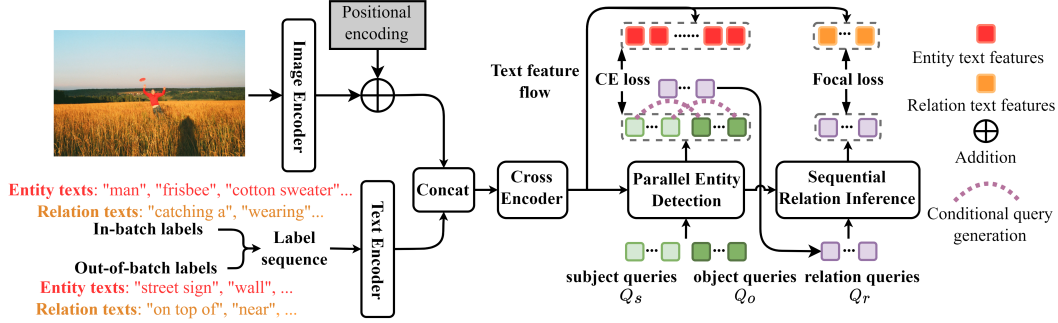 Positional
encoding
Image Encoder
Text feature
flow
CE loss
Focal loss
Entity text features
Relation text features
Addition
Conditional query
generation
Entity texts: "man", "frisbee", "cotton sweater"...
Relation texts: "catching a", "wearing"...
In-batch labels
Out-of-batch labels
Entity texts: "street sign", "wall", ...
Relation texts: "on top of", "near", ...
Label
sequence
Text Encoder
Concat
Cross
Encoder
Parallel Entity
Detection
Sequential
Relation Inference
subject queries
Qs
object queries
Qo
relation queries
Qr